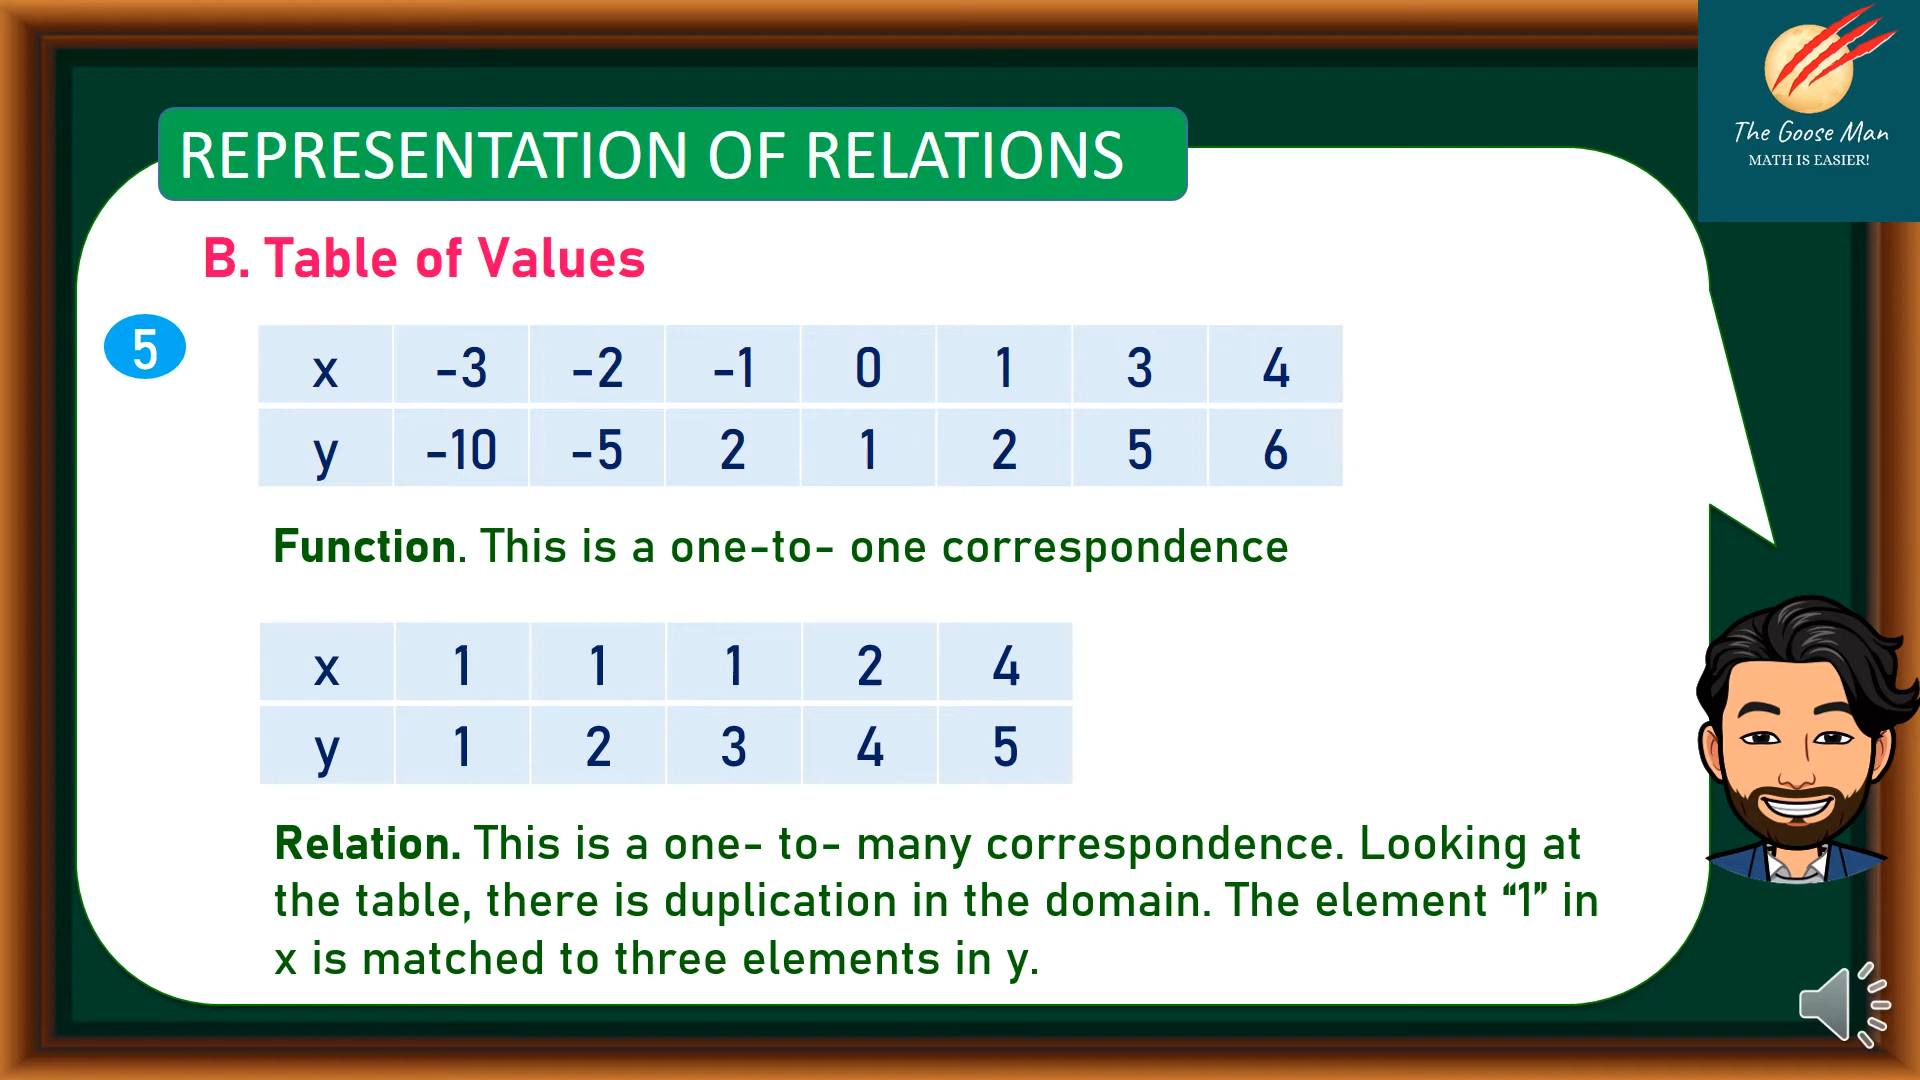 The Goose Man
MATH IS EASIER!
REPRESENTATION OF RELATIONS
B. Table of Values
5
x -3 -2 -1 0 1 3 4
y -10 -5 2 1 2 5 6
Function. This is a one-to- one correspondence
x 1 1 1 2 4
y 1 2 3 4 5
Relation. This is a one- to- many correspondence. Looking at
the table, there is duplication in the domain. The element “1” in
x is matched to three elements in y.